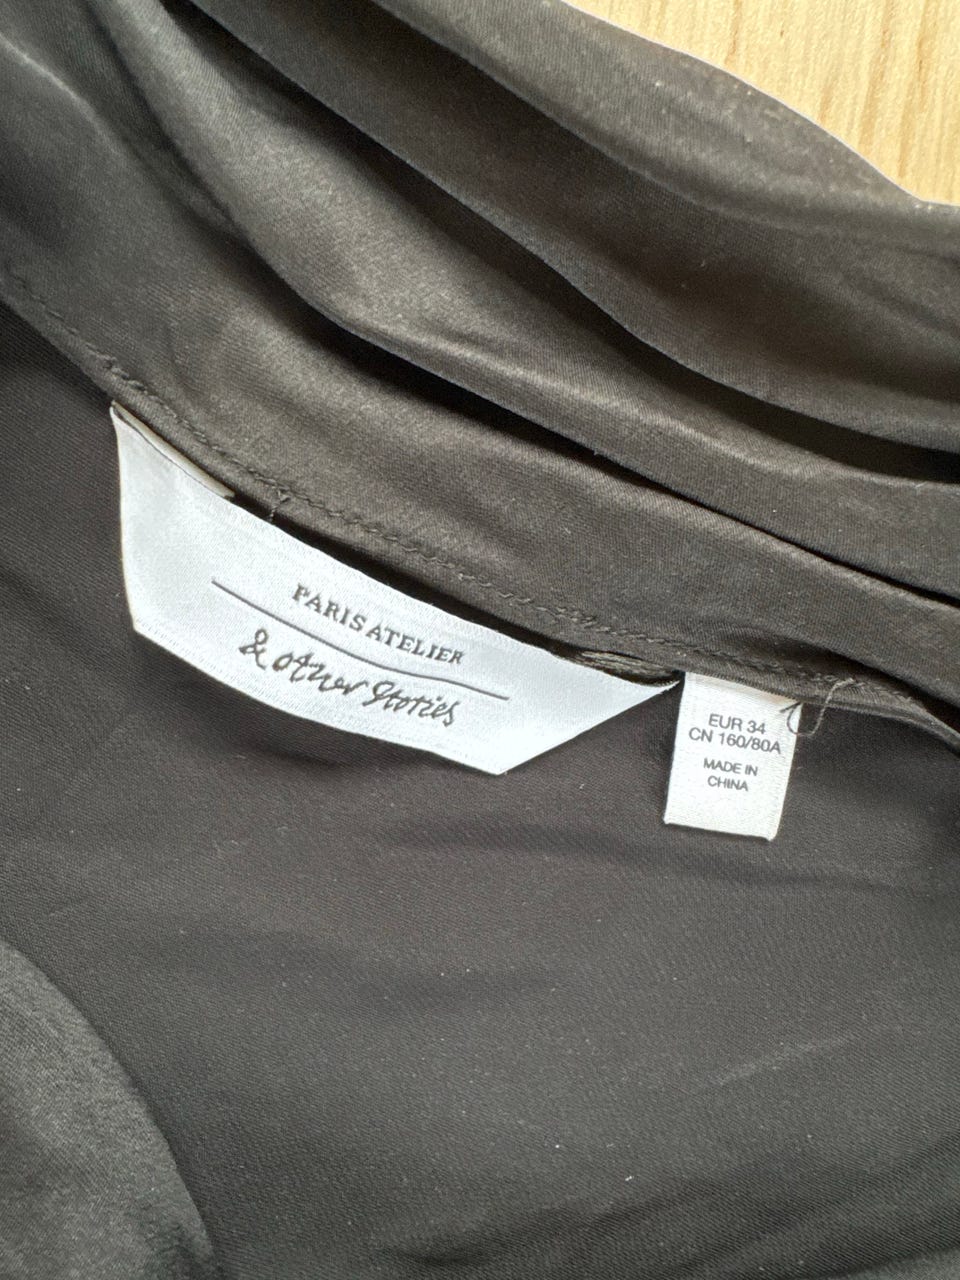 PARIS ATELIER
& Other Stories
EUR 34
CN 160/80A
MADE IN
CHINA